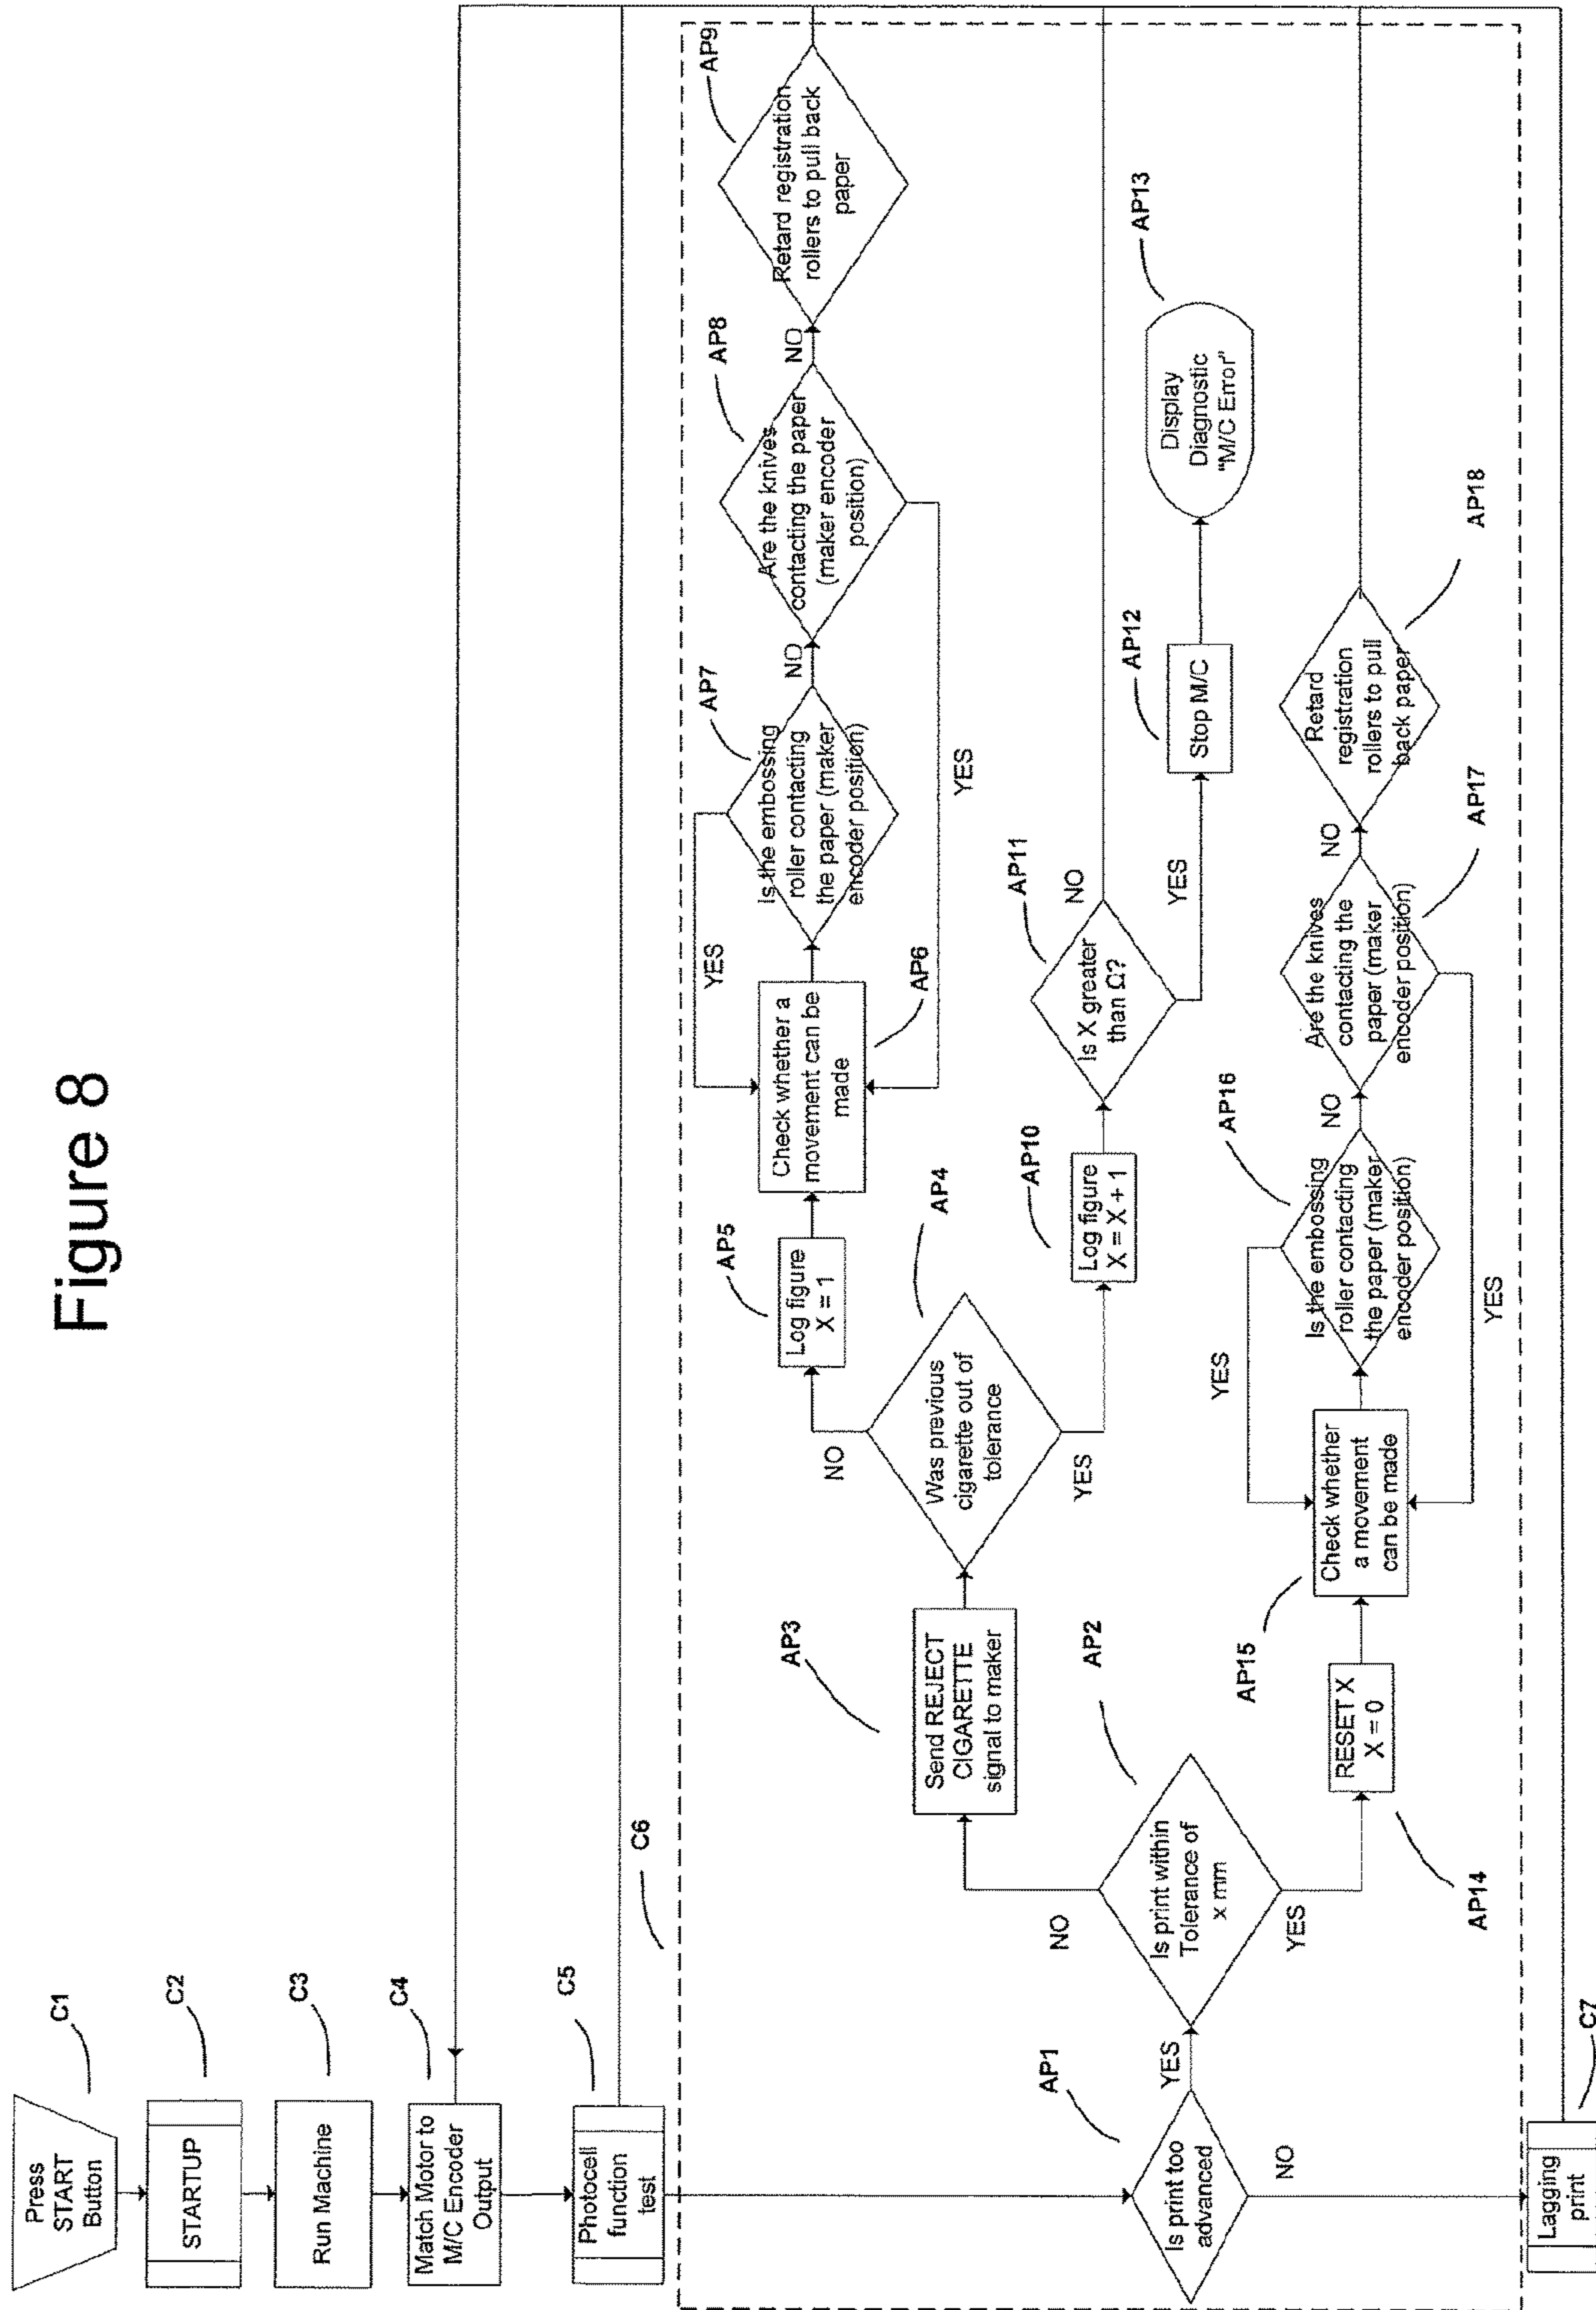 Figure 8
Press
START
Button
C1
STARTUP
C2
Run Machine
C3
Match Motor to
M/C Encoder
Output
C4
Photocell
function
test
C5
C6
Is print too
advanced
AP1
YES
NO
Is print within
Tolerance of
x mm
AP2
NO
YES
Send REJECT
CIGARETTE
signal to maker
AP3
Was previous
cigarette out of
tolerance
AP4
NO
YES
Log figure
X = 1
AP5
Check whether a
movement can be
made
AP6
YES
Is the embossing
roller contacting
the paper (maker
encoder position)
AP7
NO
Are the knives
contacting the paper
(maker encoder
position)
AP8
YES
NO
Retard registration
rollers to pull back
paper
AP9
Log figure
X = X + 1
AP10
Is X greater
than Ω?
AP11
NO
YES
Stop M/C
AP12
Display
Diagnostic
"M/C Error"
AP13
RESET X
X = 0
AP14
Check whether
a movement
can be made
AP15
YES
Is the embossing
roller contacting
the paper (maker
encoder position)
AP16
NO
Are the knives
contacting the
paper (maker
encoder position)
AP17
YES
NO
Retard
registration
rollers to pull
back paper
AP18
Lagging
print
C7